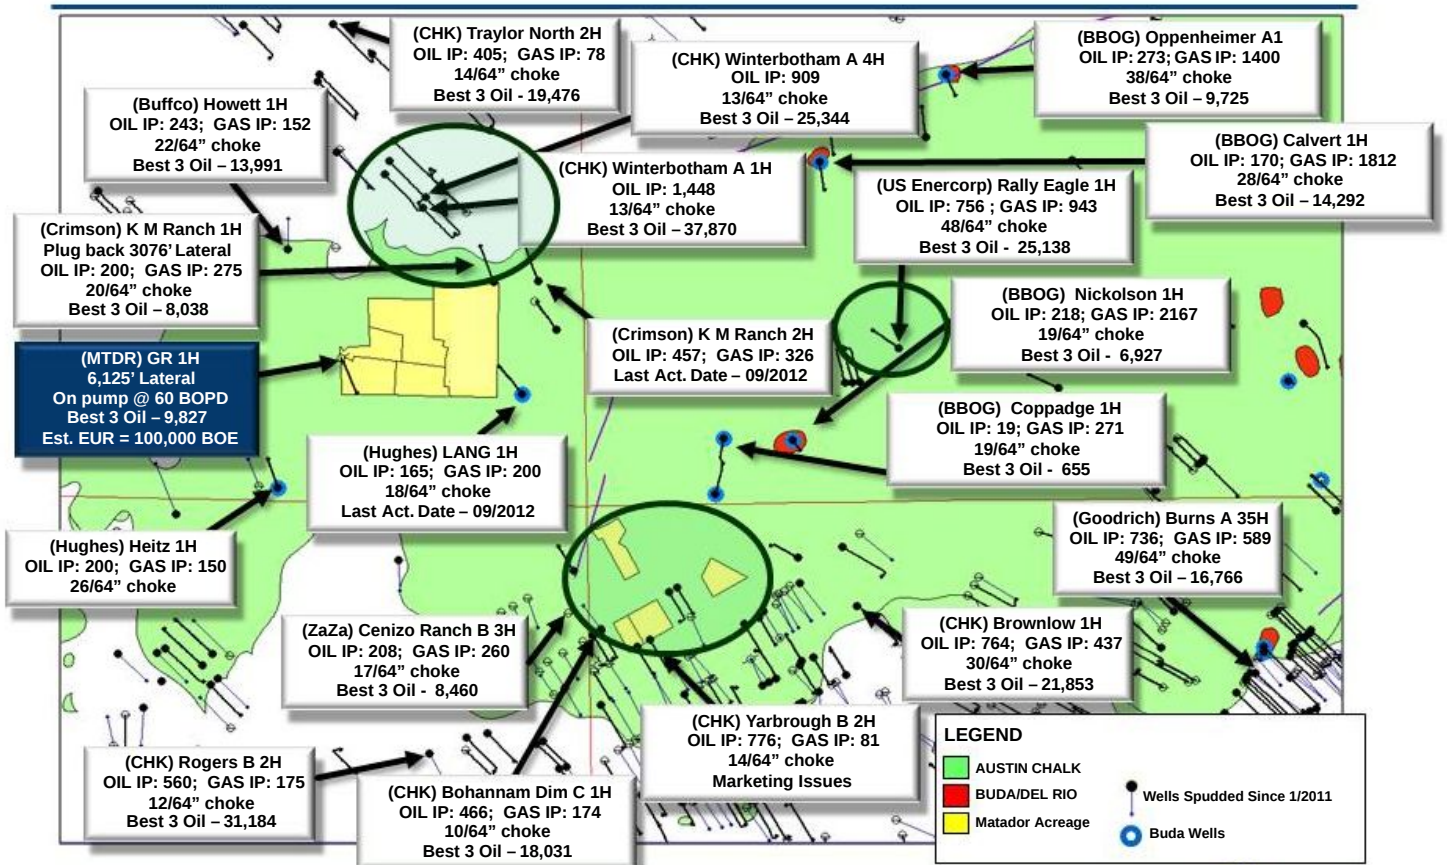 (CHK) Traylor North 2H
OIL IP: 405; GAS IP: 78
14/64” choke
Best 3 Oil - 19,476
(CHK) Winterbotham A 4H
OIL IP: 909
13/64” choke
Best 3 Oil – 25,344
(BBOG) Oppenheimer A1
OIL IP: 273; GAS IP: 1400
38/64” choke
Best 3 Oil – 9,725
(Buffco) Howett 1H
OIL IP: 243; GAS IP: 152
22/64” choke
Best 3 Oil – 13,991
(CHK) Winterbotham A 1H
OIL IP: 1,448
13/64” choke
Best 3 Oil – 37,870
(BBOG) Calvert 1H
OIL IP: 170; GAS IP: 1812
28/64” choke
Best 3 Oil – 14,292
(US Enercorp) Rally Eagle 1H
OIL IP: 756 ; GAS IP: 943
48/64” choke
Best 3 Oil - 25,138
(Crimson) K M Ranch 1H
Plug back 3076’ Lateral
OIL IP: 200; GAS IP: 275
20/64” choke
Best 3 Oil – 8,038
(BBOG) Nickolson 1H
OIL IP: 218; GAS IP: 2167
19/64” choke
Best 3 Oil - 6,927
(Crimson) K M Ranch 2H
OIL IP: 457; GAS IP: 326
Last Act. Date – 09/2012
(MTDR) GR 1H
6,125’ Lateral
On pump @ 60 BOPD
Best 3 Oil – 9,827
Est. EUR = 100,000 BOE
(BBOG) Coppadge 1H
OIL IP: 19; GAS IP: 271
19/64” choke
Best 3 Oil - 655
(Hughes) LANG 1H
OIL IP: 165; GAS IP: 200
18/64” choke
Last Act. Date – 09/2012
(Goodrich) Burns A 35H
OIL IP: 736; GAS IP: 589
49/64” choke
Best 3 Oil – 16,766
(Hughes) Heitz 1H
OIL IP: 200; GAS IP: 150
26/64” choke
(ZaZa) Cenizo Ranch B 3H
OIL IP: 208; GAS IP: 260
17/64” choke
Best 3 Oil - 8,460
(CHK) Brownlow 1H
OIL IP: 764; GAS IP: 437
30/64” choke
Best 3 Oil – 21,853
(CHK) Yarbrough B 2H
OIL IP: 776; GAS IP: 81
14/64” choke
Marketing Issues
(CHK) Rogers B 2H
OIL IP: 560; GAS IP: 175
12/64” choke
Best 3 Oil – 31,184
(CHK) Bohannam Dim C 1H
OIL IP: 466; GAS IP: 174
10/64” choke
Best 3 Oil – 18,031
LEGEND
AUSTIN CHALK
BUDA/DEL RIO
Matador Acreage
Wells Spudded Since 1/2011
Buda Wells